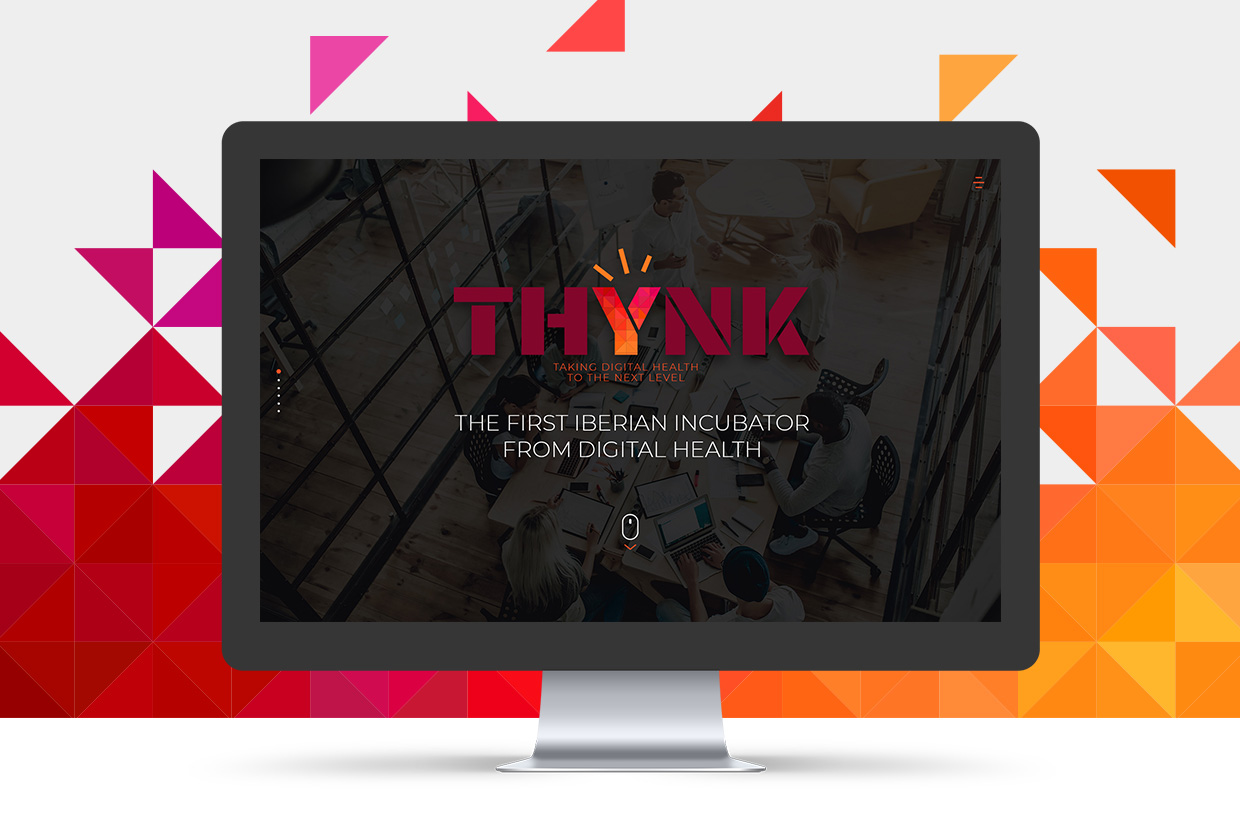 THYNK
TAKING DIGITAL HEALTH
TO THE NEXT LEVEL
THE FIRST IBERIAN INCUBATOR
FROM DIGITAL HEALTH